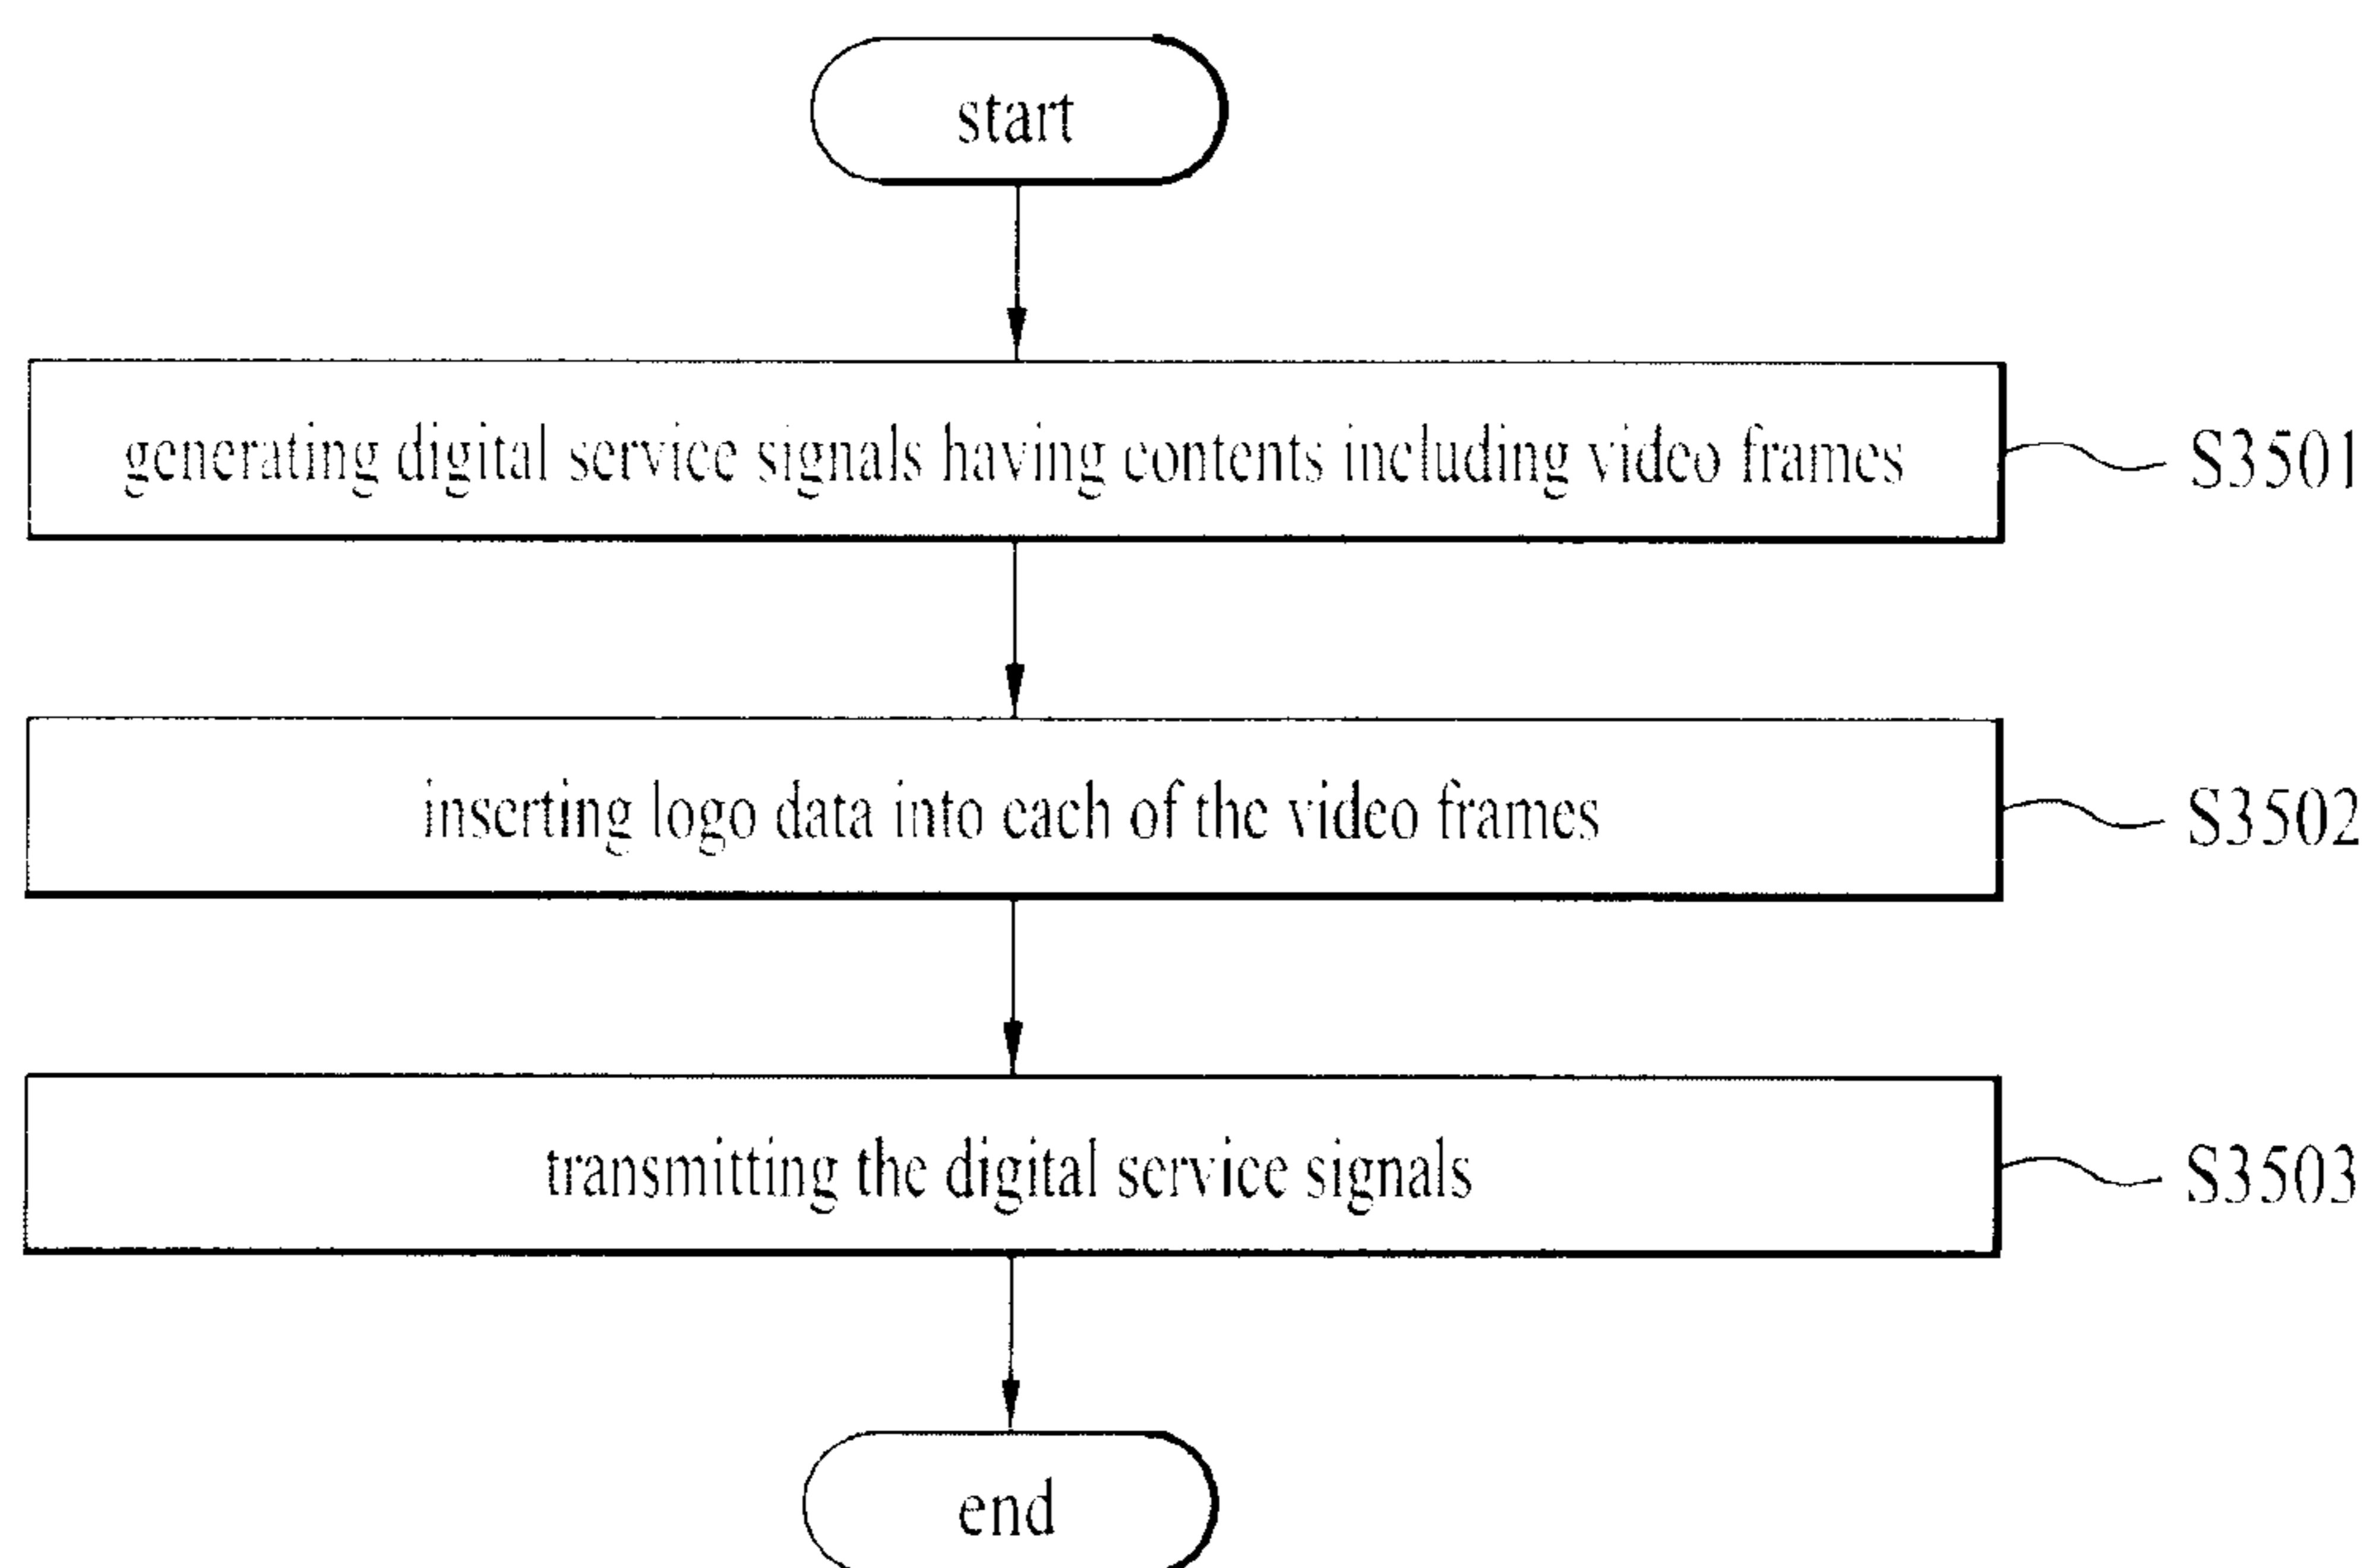 start
generating digital service signals having contents including video frames
S3501
inserting logo data into each of the video frames
S3502
transmitting the digital service signals
S3503
end